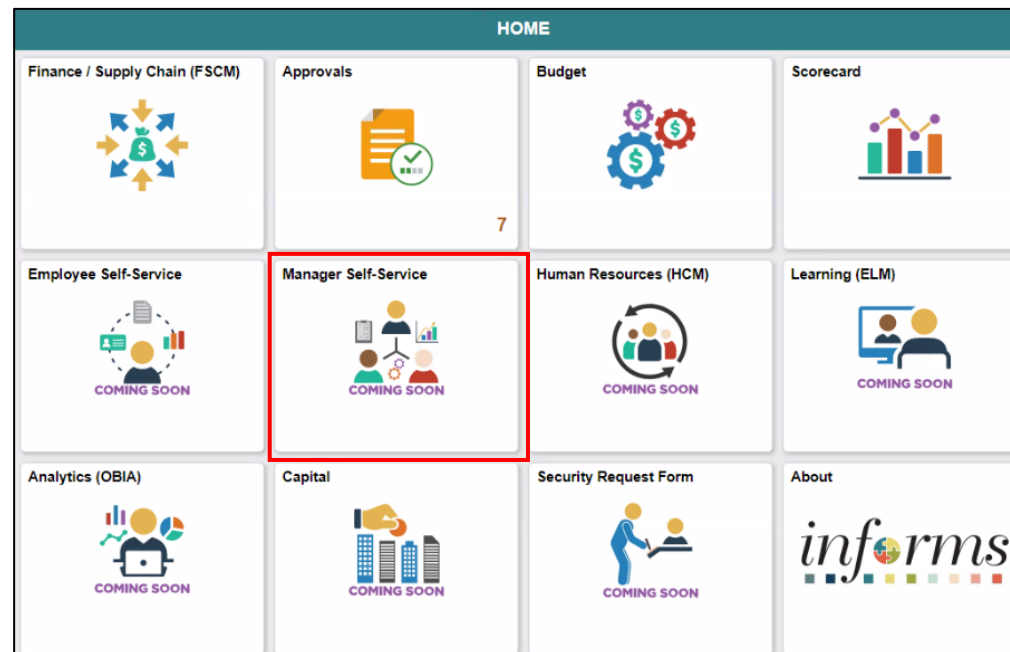 HOME
Finance / Supply Chain (FSCM)
Approvals
Budget
Scorecard
$
$
$
$
7
Employee Self-Service
Manager Self-Service
Human Resources (HCM)
Learning (ELM)
COMING SOON
COMING SOON
COMING SOON
COMING SOON
Analytics (OBIA)
Capital
Security Request Form
About
informs
COMING SOON
COMING SOON
COMING SOON